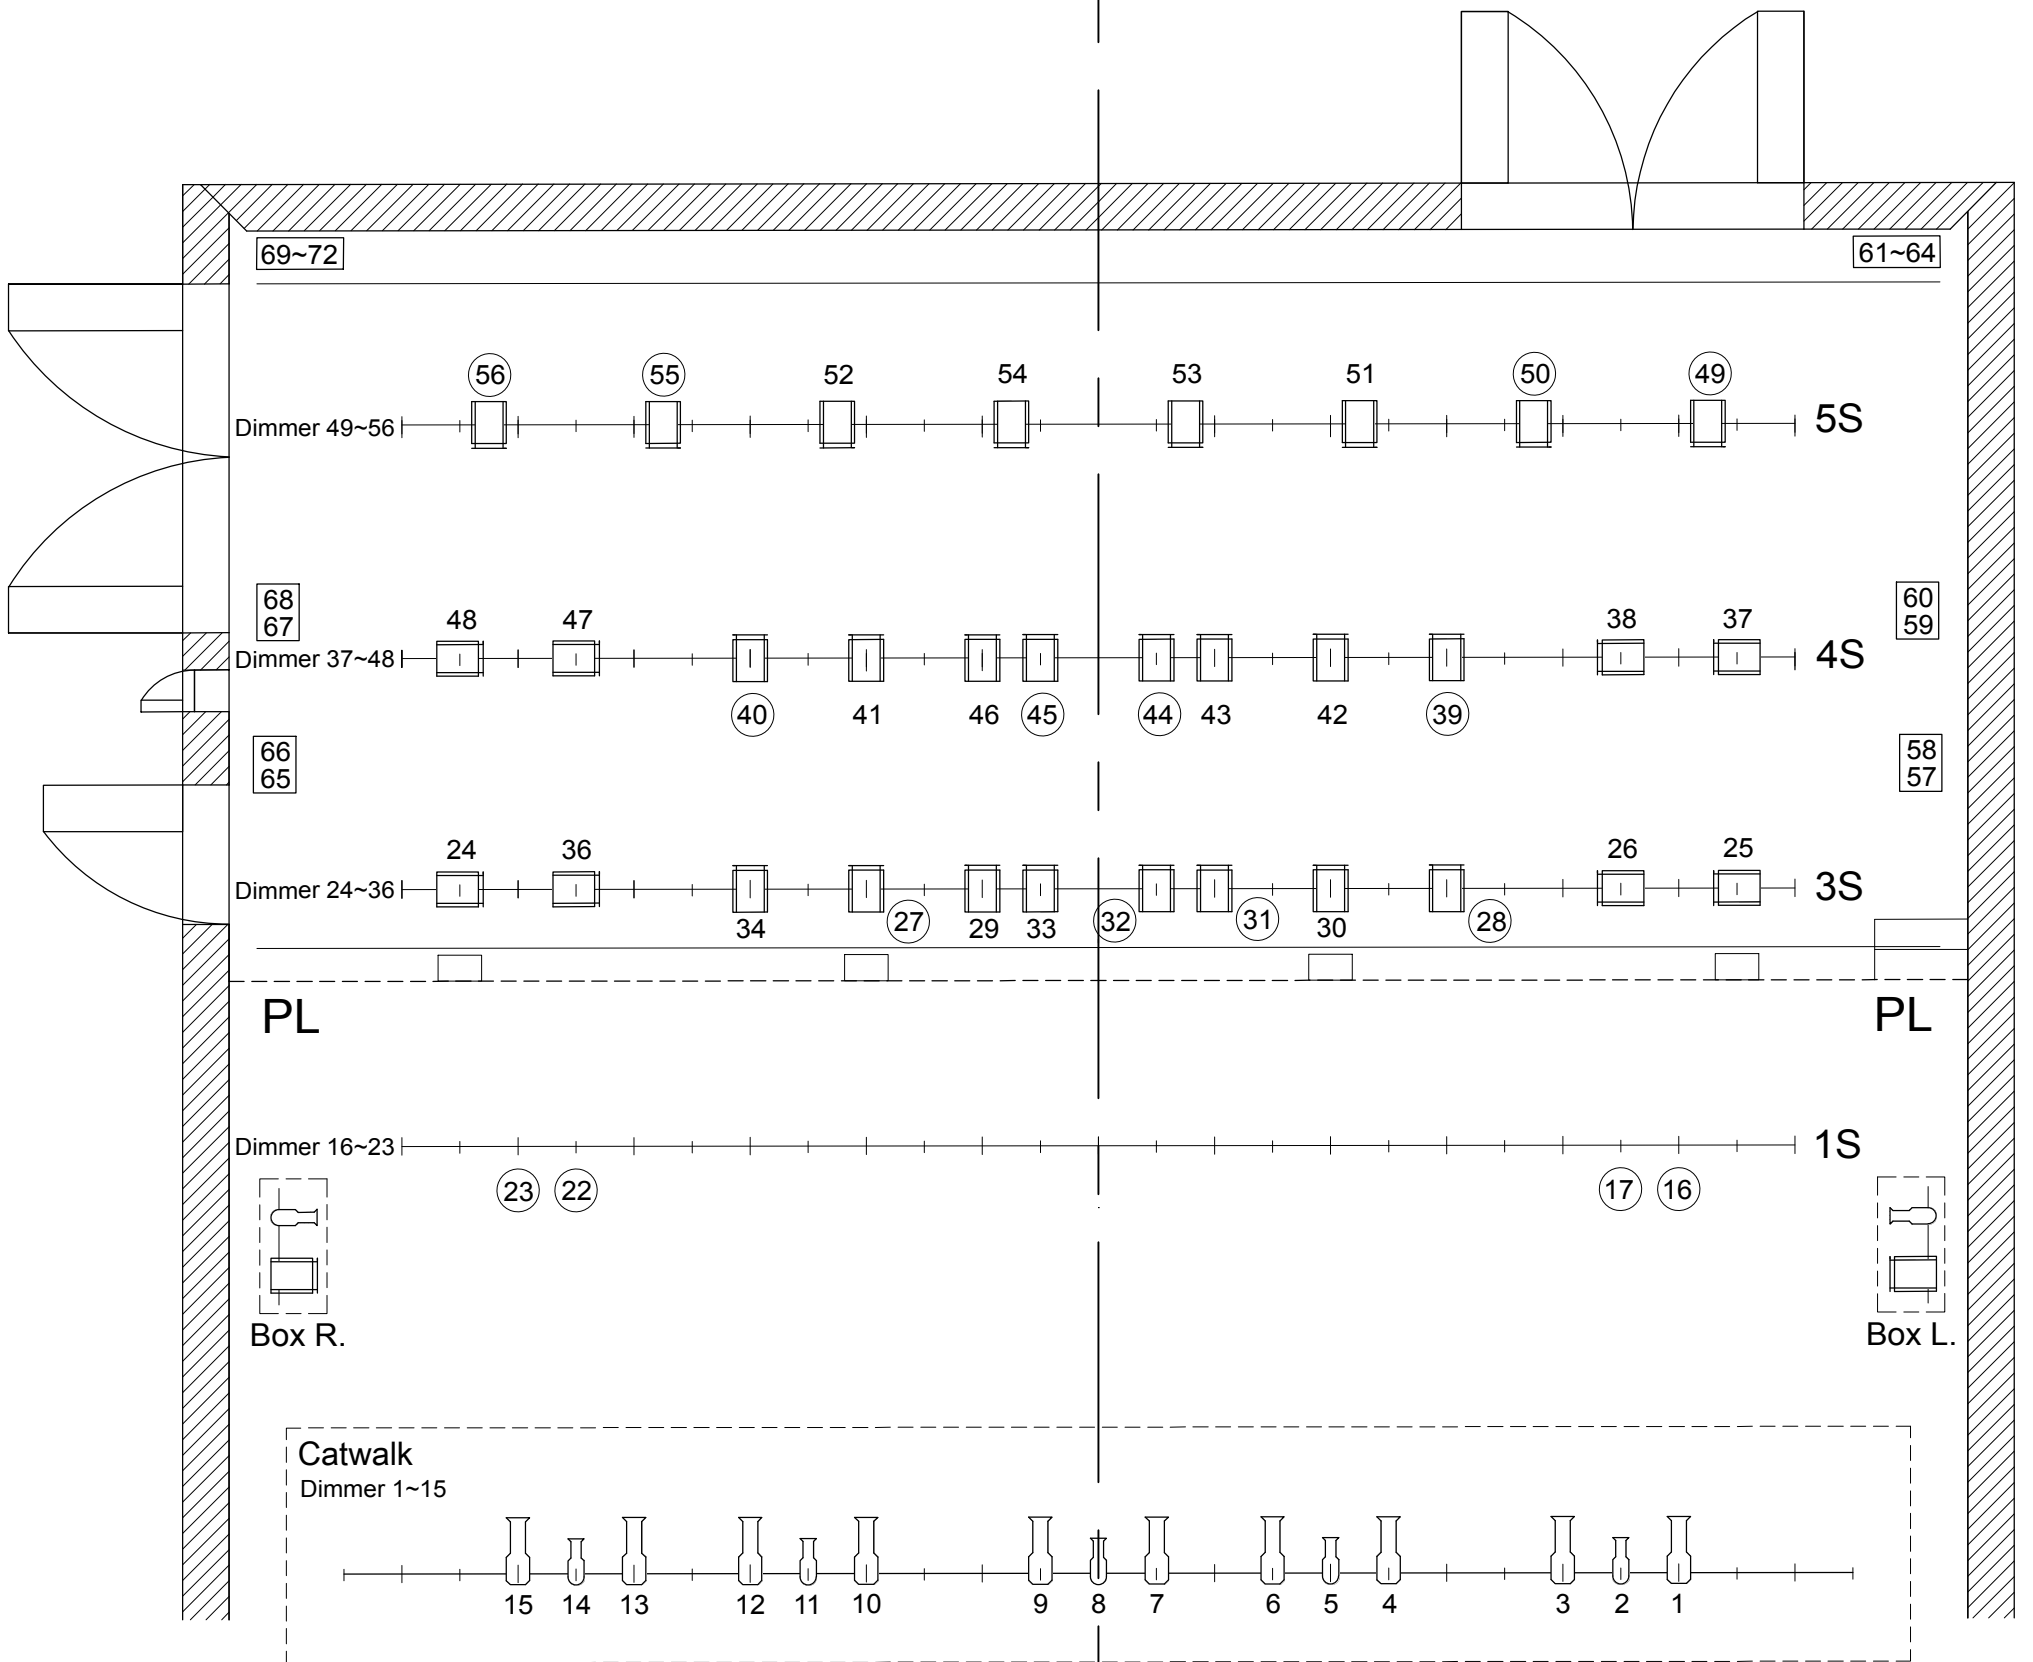 69~72 61~64
56 55 52 54 53 51 50 49
Dimmer 49~56 5S
68 60
67 59
48 47 38 37
Dimmer 37~48 4S
40 41 46 45 44 43 42 39
66 58
65 57
24 36 26 25
Dimmer 24~36 3S
34 27 29 33 32 31 30 28
PL PL
Dimmer 16~23 1S
23 22 17 16
Box R. Box L.
Catwalk
Dimmer 1~15
15 14 13 12 11 10 9 8 7 6 5 4 3 2 1